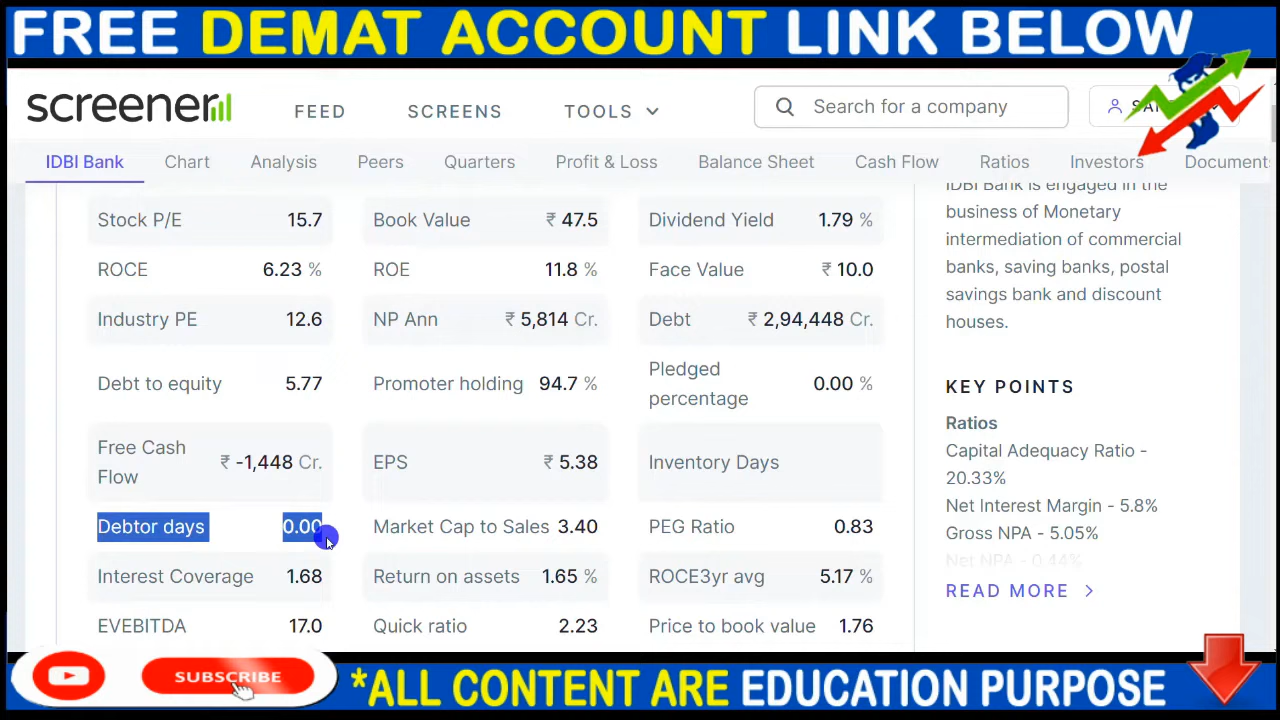 FREE DEMAT ACCOUNT LINK BELOW
screener
FEED
SCREENS
TOOLS
Search for a company
IDBI Bank
Chart
Analysis
Peers
Quarters
Profit & Loss
Balance Sheet
Cash Flow
Ratios
Investors
Document
Stock P/E 15.7
Book Value ₹ 47.5
Dividend Yield 1.79 %
ROCE 6.23 %
ROE 11.8 %
Face Value ₹ 10.0
Industry PE 12.6
NP Ann ₹ 5,814 Cr.
Debt ₹ 2,94,448 Cr.
Debt to equity 5.77
Promoter holding 94.7 %
Pledged
percentage 0.00 %
Free Cash
Flow ₹ -1,448 Cr.
EPS ₹ 5.38
Inventory Days
Debtor days 0.00
Market Cap to Sales 3.40
PEG Ratio 0.83
Interest Coverage 1.68
Return on assets 1.65 %
ROCE3yr avg 5.17 %
EVEBITDA 17.0
Quick ratio 2.23
Price to book value 1.76
IDBI Bank is engaged in the
business of Monetary
intermediation of commercial
banks, saving banks, postal
savings bank and discount
houses.
KEY POINTS
Ratios
Capital Adequacy Ratio -
20.33%
Net Interest Margin - 5.8%
Gross NPA - 5.05%
Net NPA - 0.44%
READ MORE
SUBSCRIBE
*ALL CONTENT ARE EDUCATION PURPOSE